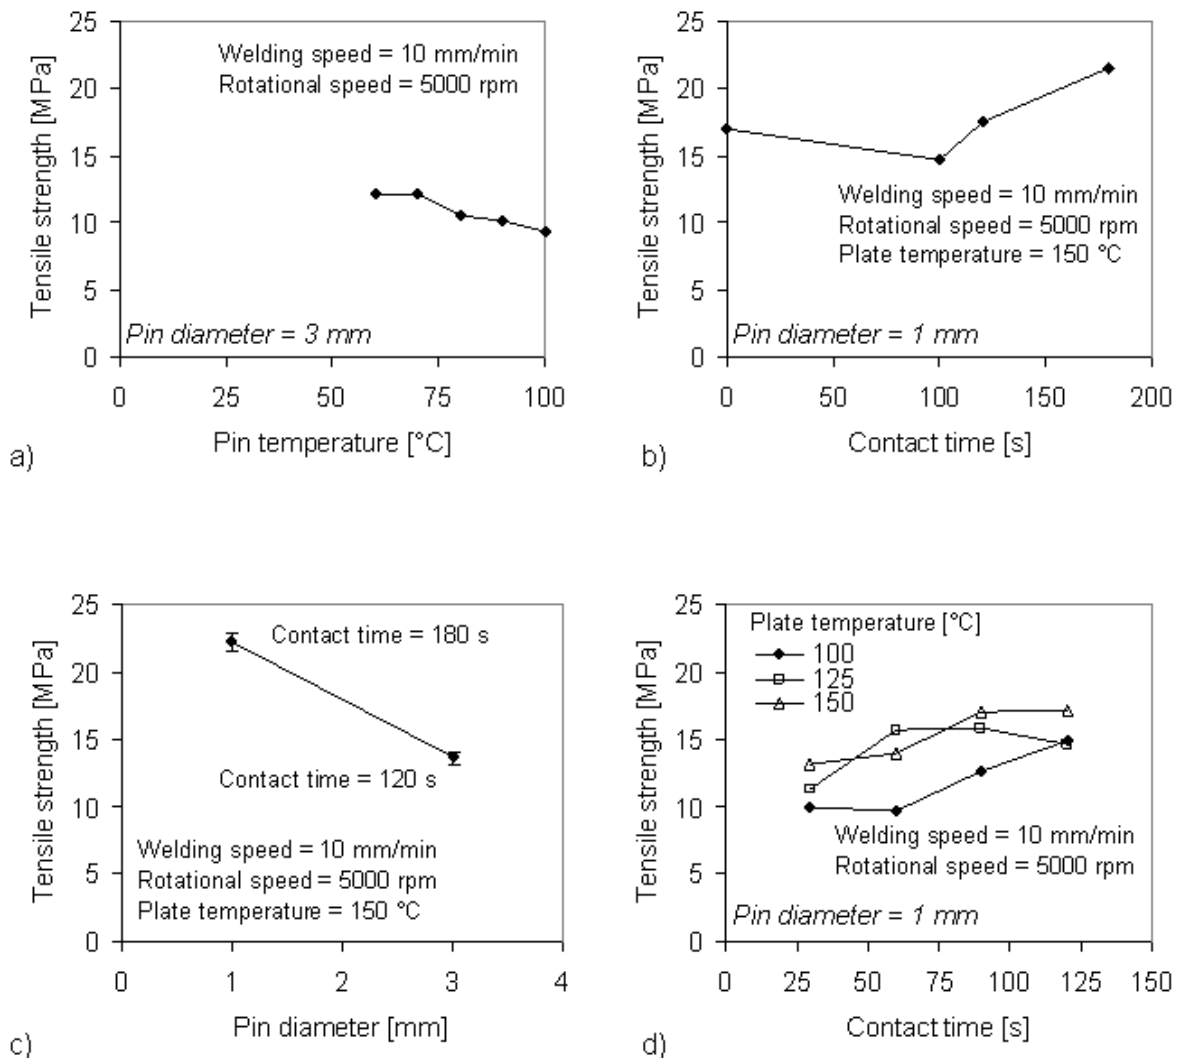 25
20
15
10
5
0
Tensile strength [MPa]
Welding speed = 10 mm/min
Rotational speed = 5000 rpm
Pin diameter = 3 mm
0 25 50 75 100
Pin temperature [°C]
a)
25
20
15
10
5
0
Tensile strength [MPa]
Welding speed = 10 mm/min
Rotational speed = 5000 rpm
Plate temperature = 150 °C
Pin diameter = 1 mm
0 50 100 150 200
Contact time [s]
b)
25
20
15
10
5
0
Tensile strength [MPa]
Contact time = 180 s
Contact time = 120 s
Welding speed = 10 mm/min
Rotational speed = 5000 rpm
Plate temperature = 150 °C
0 1 2 3 4
Pin diameter [mm]
c)
25
20
15
10
5
0
Tensile strength [MPa]
Plate temperature [°C]
100
125
150
Welding speed = 10 mm/min
Rotational speed = 5000 rpm
Pin diameter = 1 mm
0 25 50 75 100 125 150
Contact time [s]
d)